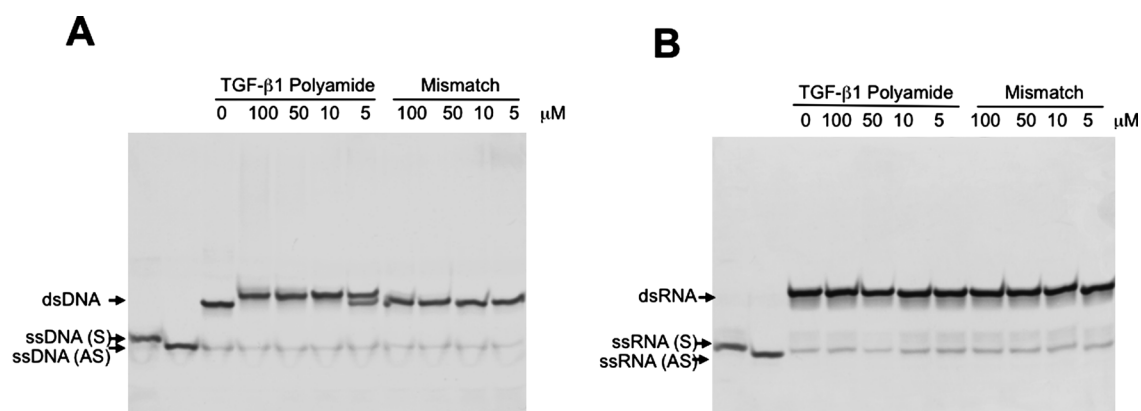 A
TGF-β1 Polyamide Mismatch
0 100 50 10 5 100 50 10 5 μM
dsDNA
ssDNA (S)
ssDNA (AS)
B
TGF-β1 Polyamide Mismatch
0 100 50 10 5 100 50 10 5 μM
dsRNA
ssRNA (S)
ssRNA (AS)